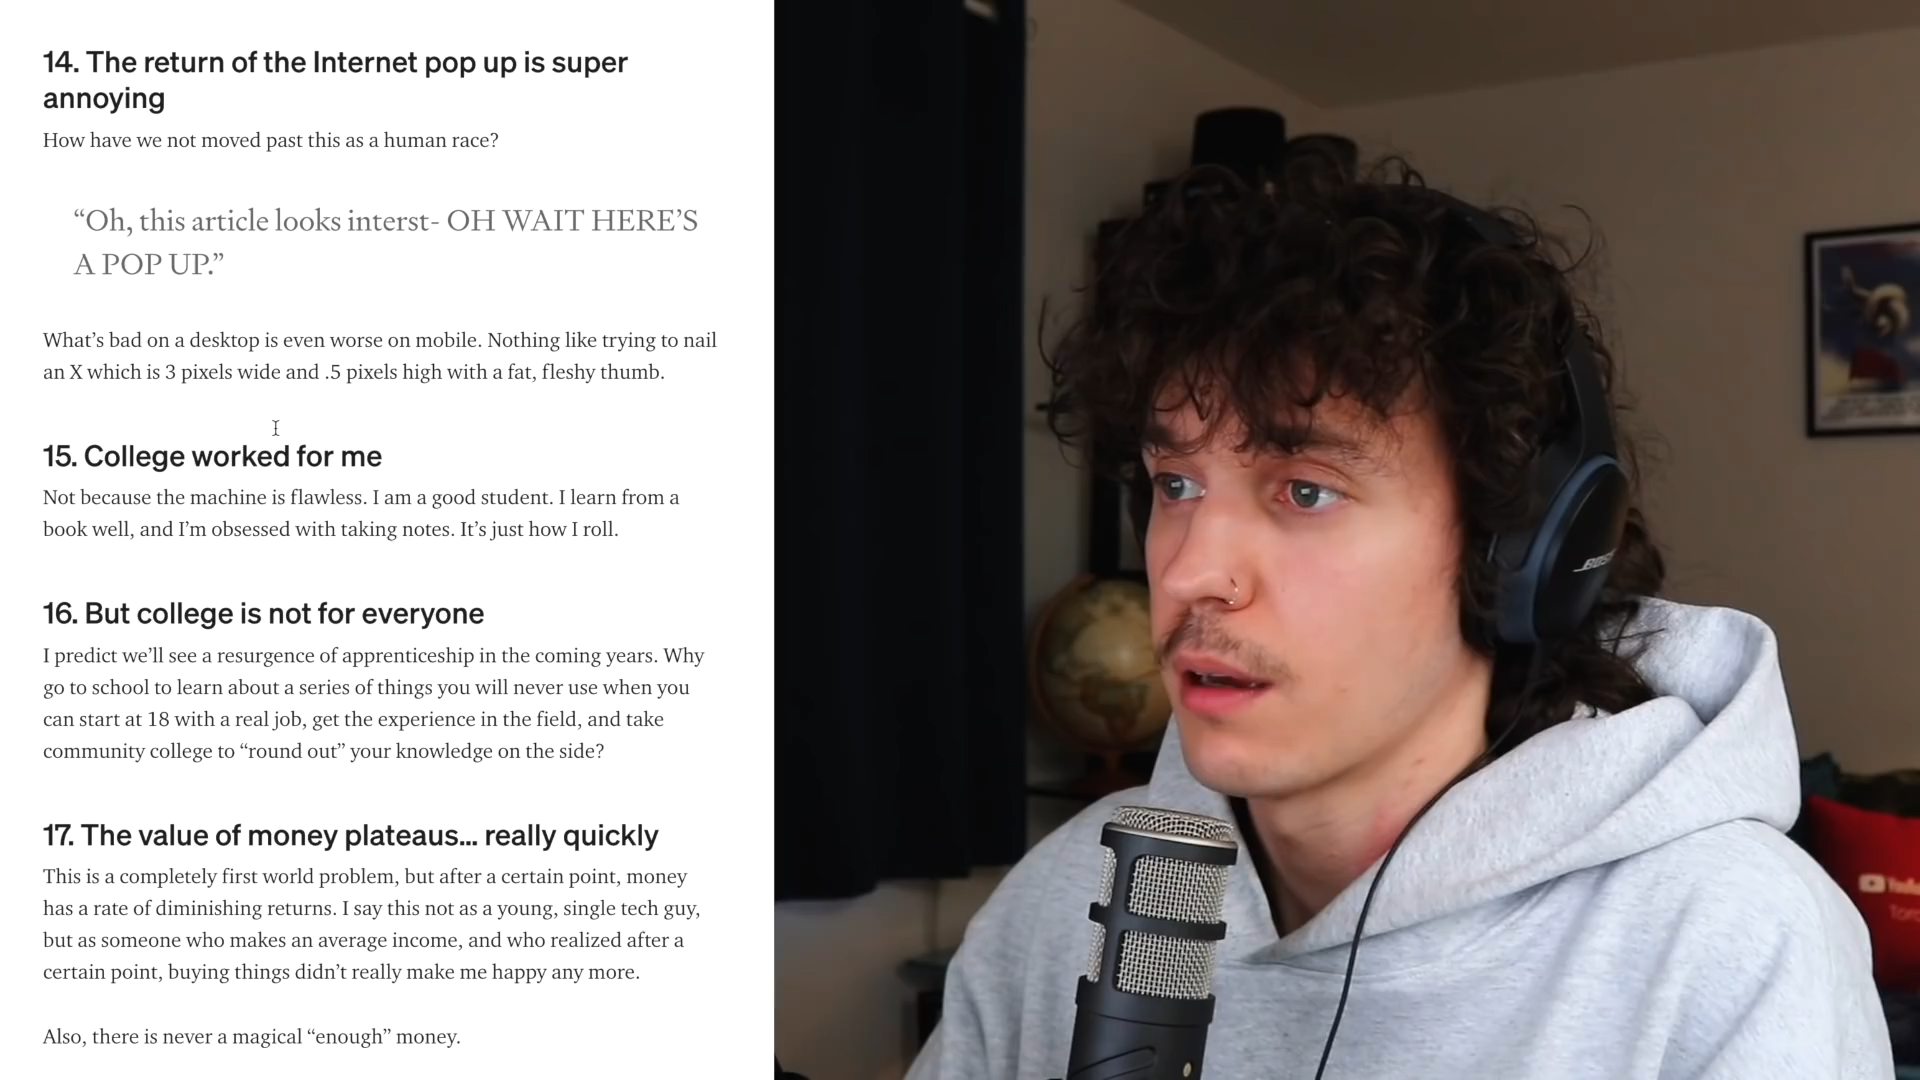 14. The return of the Internet pop up is super
annoying
How have we not moved past this as a human race?
“Oh, this article looks interst- OH WAIT HERE’S
A POP UP.”
What’s bad on a desktop is even worse on mobile. Nothing like trying to nail
an X which is 3 pixels wide and .5 pixels high with a fat, fleshy thumb.
15. College worked for me
Not because the machine is flawless. I am a good student. I learn from a
book well, and I’m obsessed with taking notes. It’s just how I roll.
16. But college is not for everyone
I predict we’ll see a resurgence of apprenticeship in the coming years. Why
go to school to learn about a series of things you will never use when you
can start at 18 with a real job, get the experience in the field, and take
community college to “round out” your knowledge on the side?
17. The value of money plateaus... really quickly
This is a completely first world problem, but after a certain point, money
has a rate of diminishing returns. I say this not as a young, single tech guy,
but as someone who makes an average income, and who realized after a
certain point, buying things didn’t really make me happy any more.
Also, there is never a magical “enough” money.
BOSE